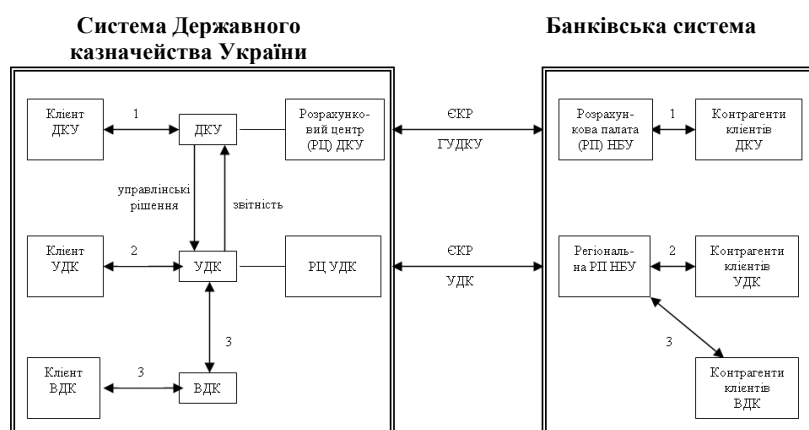 Система Державного
казначейства України
Банківська система
Клієнт
ДКУ
1
ДКУ
Розрахунко-
вий центр
(РЦ) ДКУ
ЄКР
ГУДКУ
Розрахун-
кова палата
(РП) НБУ
1
Контрагенти
клієнтів
ДКУ
управлінські
рішення
звітність
Клієнт
УДК
2
УДК
РЦ УДК
ЄКР
УДК
Регіональ-
на РП НБУ
2
Контрагенти
клієнтів
УДК
3
3
Клієнт
ВДК
3
ВДК
Контрагенти
клієнтів
ВДК